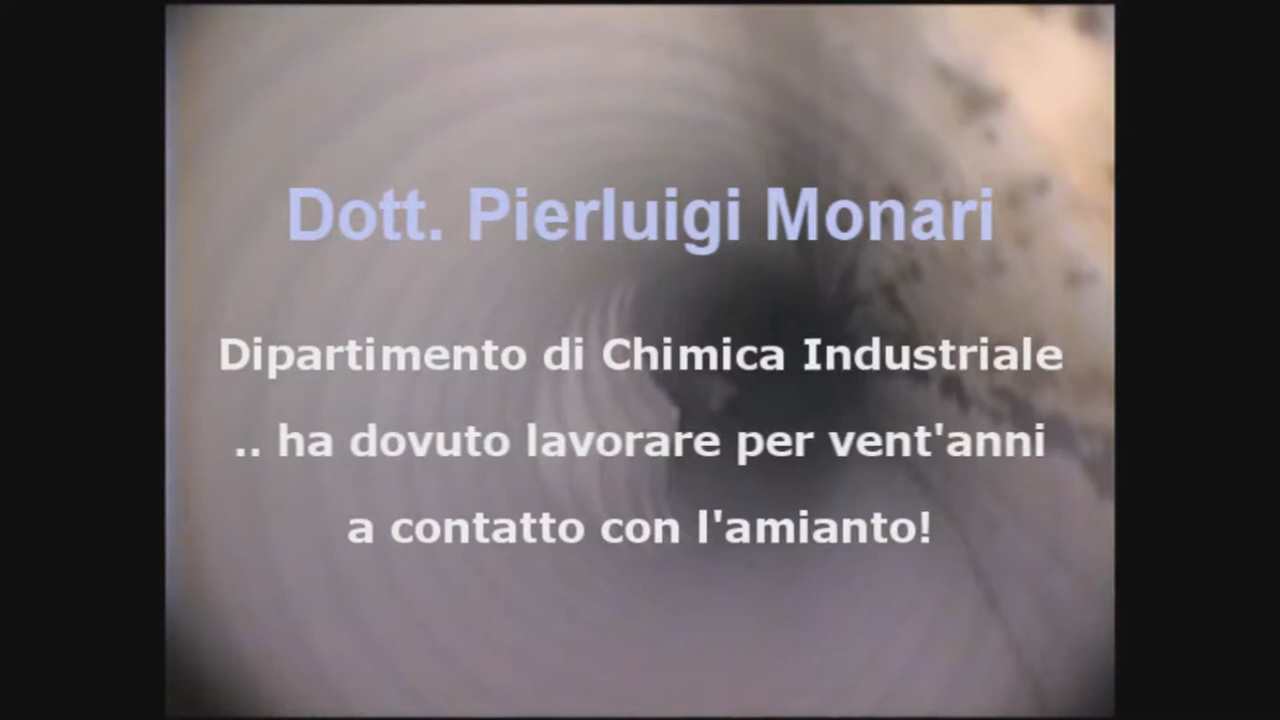 Dott. Pierluigi Monari
Dipartimento di Chimica Industriale
.. ha dovuto lavorare per vent'anni
a contatto con l'amianto!